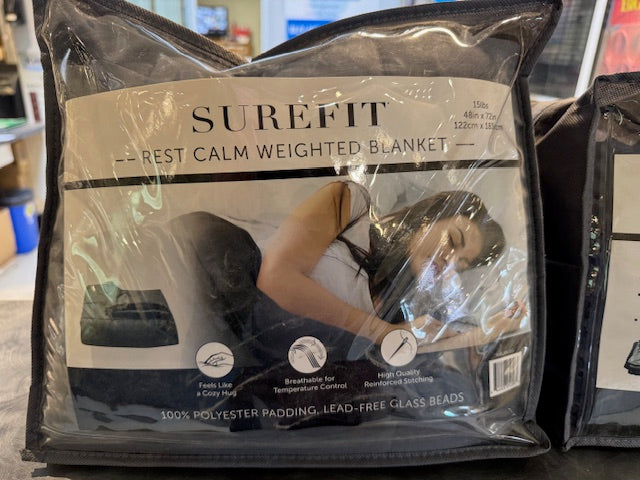 SUREFIT
15lbs
48in x 72in
122cm x 183cm
REST CALM WEIGHTED BLANKET
Feels Like
a Cozy Hug
Breathable for
Temperature Control
High Quality
Reinforced Stitching
100% POLYESTER PADDING, LEAD-FREE GLASS BEADS